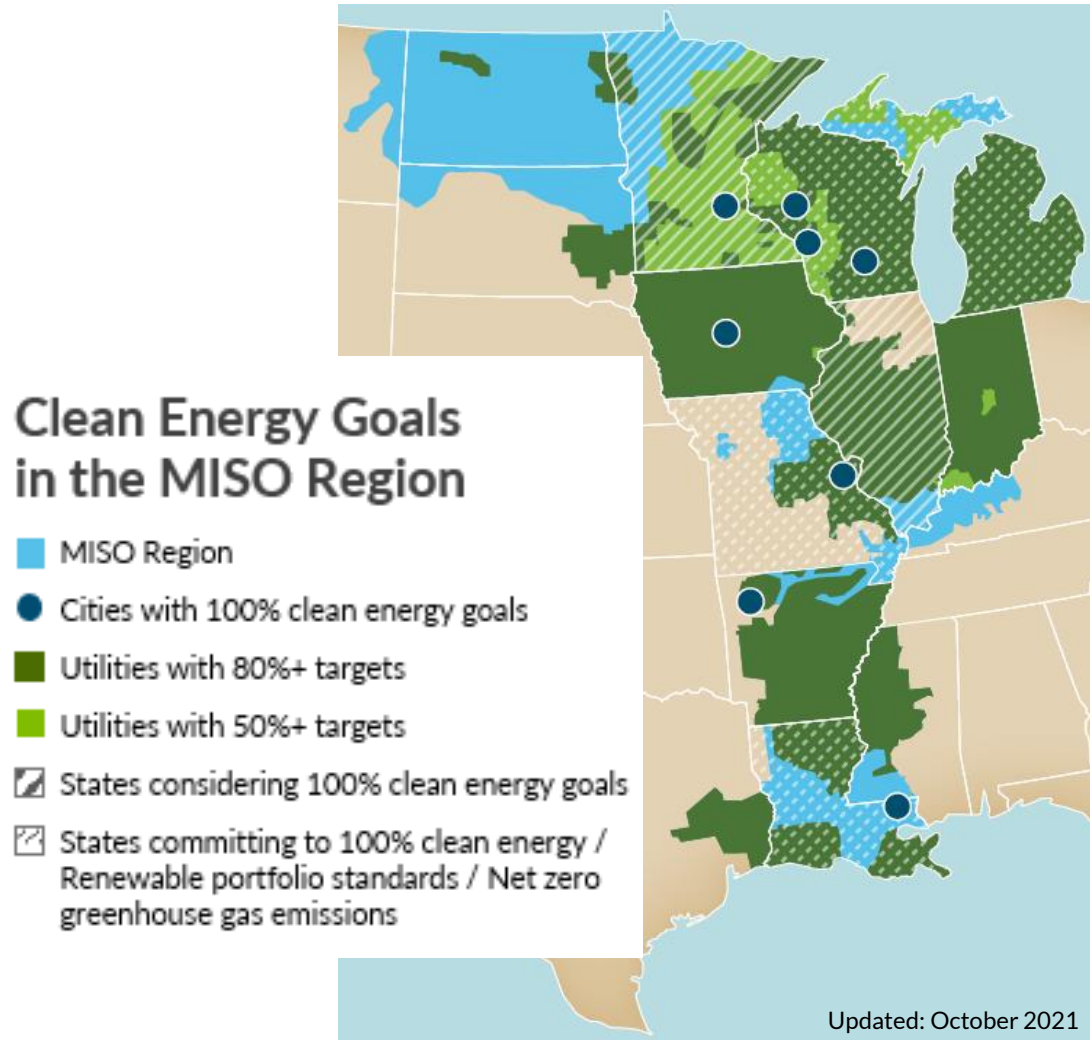 Clean Energy Goals
in the MISO Region
MISO Region
Cities with 100% clean energy goals
Utilities with 80%+ targets
Utilities with 50%+ targets
States considering 100% clean energy goals
States committing to 100% clean energy /
Renewable portfolio standards / Net zero
greenhouse gas emissions
Updated: October 2021